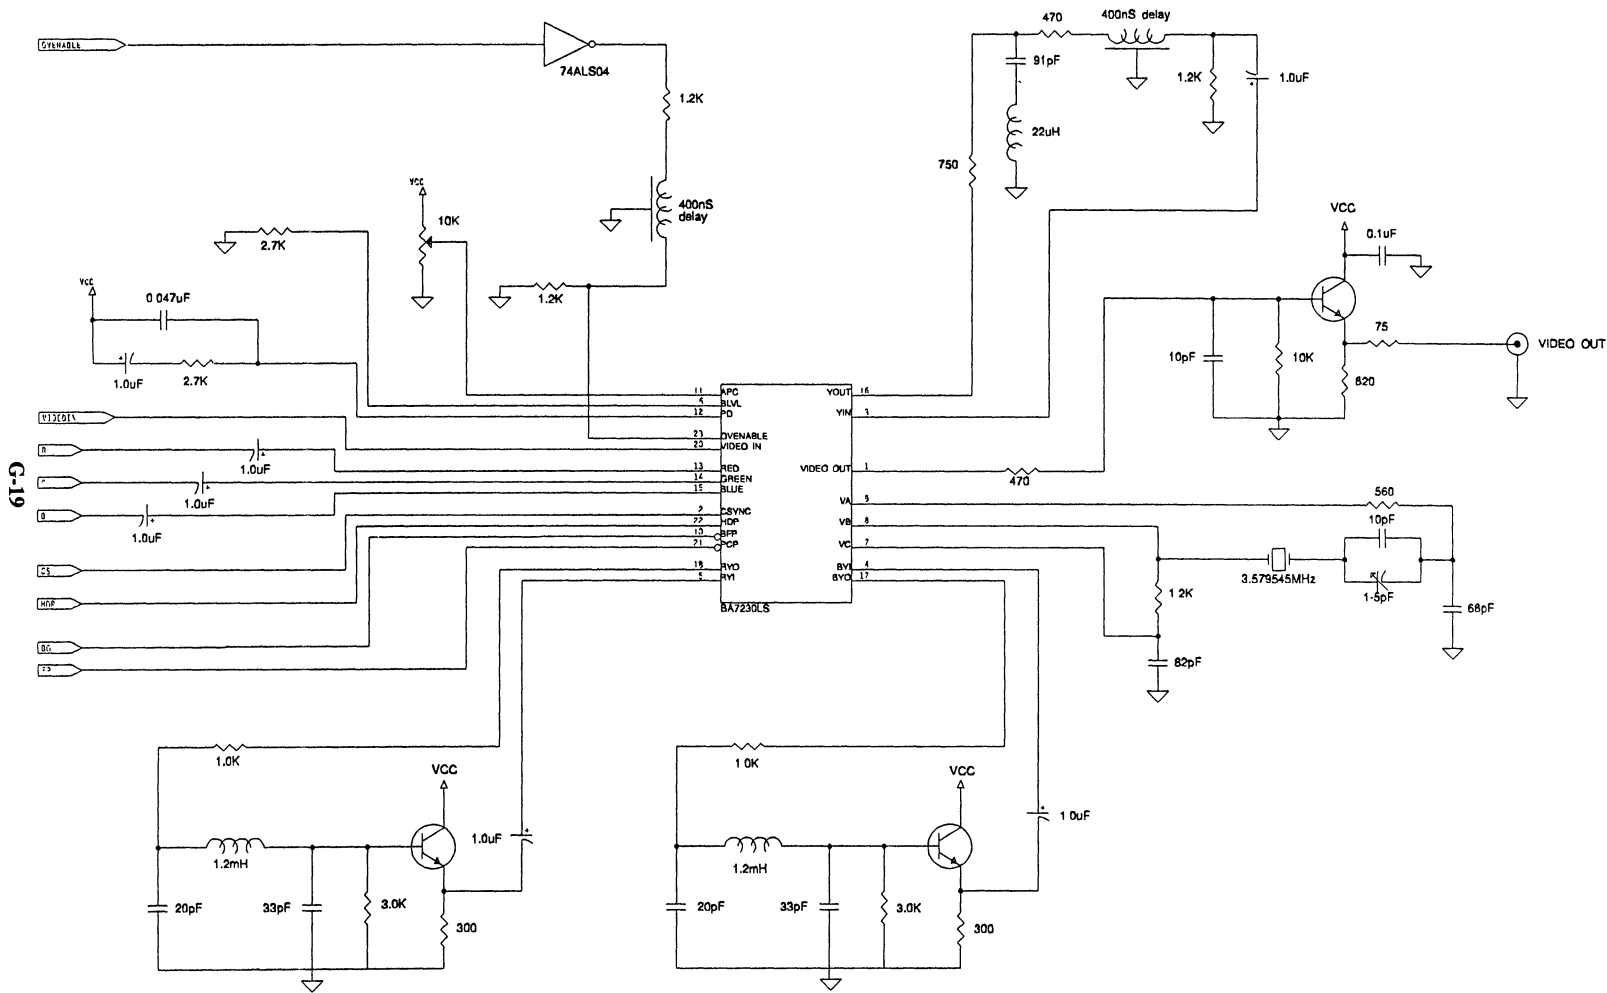 470
400nS delay
OVENABLE
74ALS04
91pF
1.2K
1.0uF
1.2K
22uH
750
VCC
10K
400nS
delay
VCC
2.7K
0.1uF
VCC
0 047uF
1.2K
75
VIDEO OUT
10pF
10K
820
1.0uF
2.7K
11 APC
BLVL
12 PD
YOUT 16
YIN 3
VIDEOIN
23 OVENABLE
20 VIDEO IN
R
1.0uF
13 RED
14 GREEN
15 BLUE
VIDEO OUT 1
470
1.0uF
G-19
B
1.0uF
2 CSYNC
22 HDP
10 BFP
21 PCP
VA 9
VB 8
VC 7
560
10pF
CS
18 RYO
5 RYI
BYI 4
BYO 17
3.579545MHz
1-5pF
1 2K
68pF
HDP
BA7230LS
BG
82pF
1.0K
1 0K
VCC
VCC
1.0uF
1 0uF
1.2mH
1.2mH
20pF
33pF
3.0K
300
20pF
33pF
3.0K
300